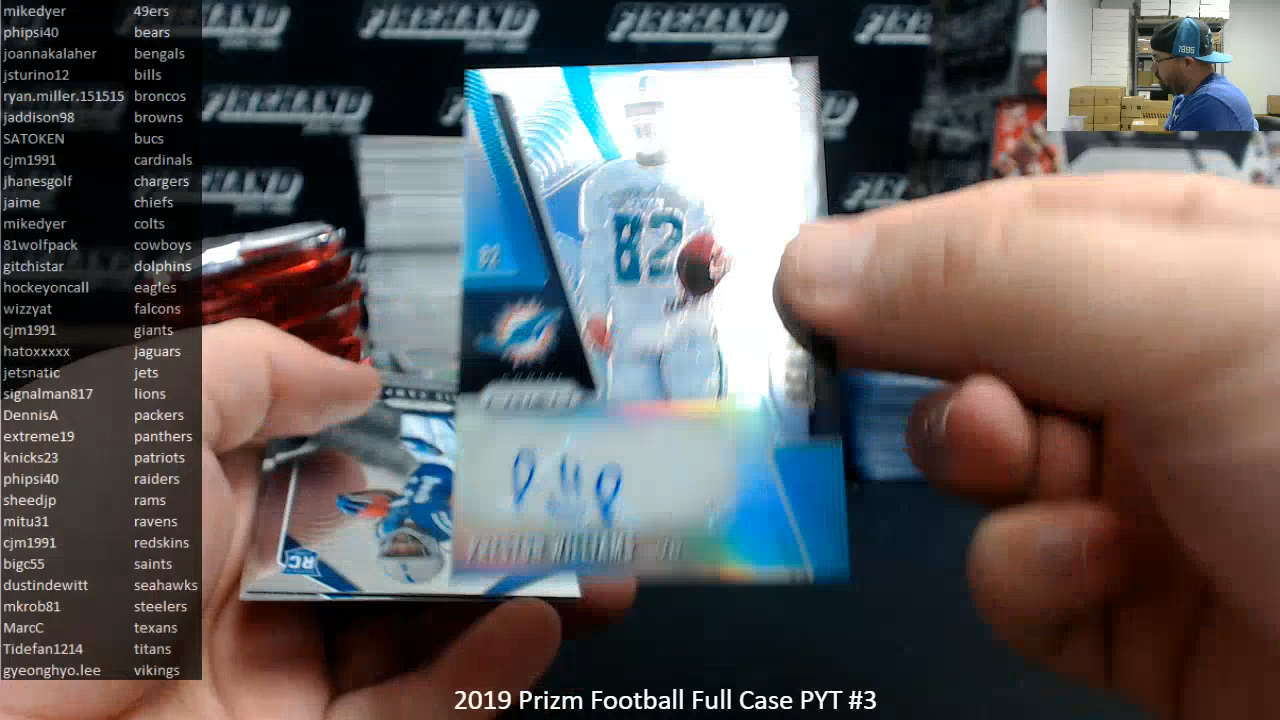 mikedyer 49ers
phipsi40 bears
joannakalaher bengals
jsturino12 bills
ryan.miller.151515 broncos
jaddison98 browns
SATOKEN bucs
cjm1991 cardinals
jhanesgolf chargers
jaime chiefs
mikedyer colts
81wolfpack cowboys
gitchistar dolphins
hockeyoncall eagles
wizzyat falcons
cjm1991 giants
hatoxxxxx jaguars
jetsnatic jets
signalman817 lions
DennisA packers
extreme19 panthers
knicks23 patriots
phipsi40 raiders
sheedjp rams
mitu31 ravens
cjm1991 redskins
bigc55 saints
dustindewitt seahawks
mkrob81 steelers
MarcC texans
Tidefan1214 titans
gyeonghyo.lee vikings
FIREHAND
1995
82
RC
2019 Prizm Football Full Case PYT #3